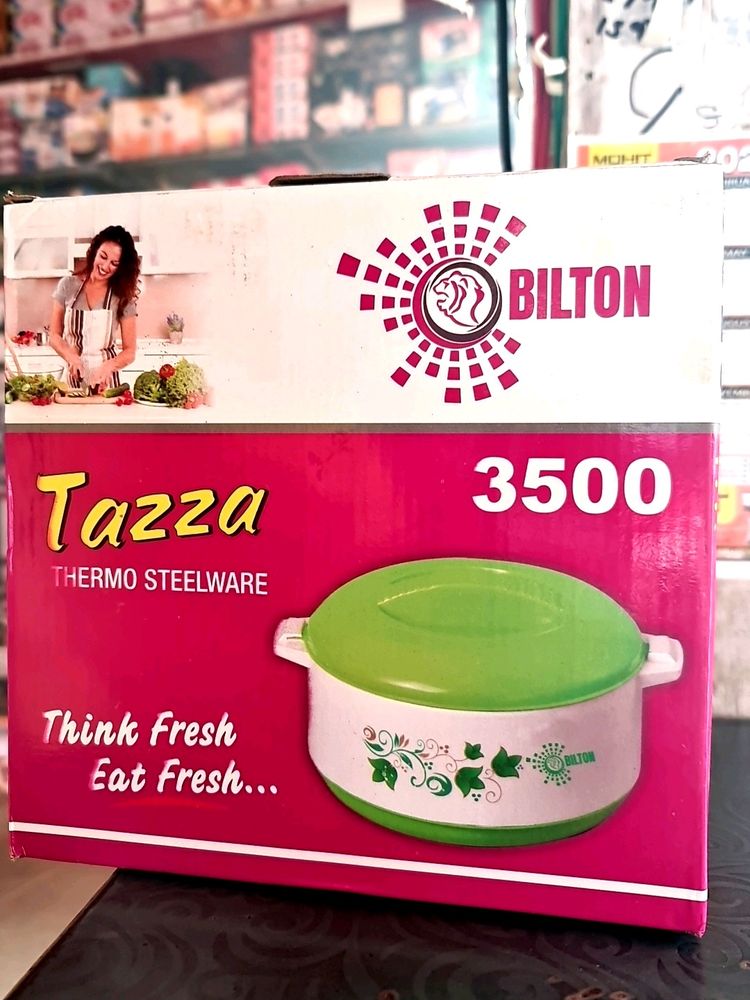 MOHIT
BILTON
Tazza
3500
THERMO STEELWARE
Think Fresh
Eat Fresh...
BILTON